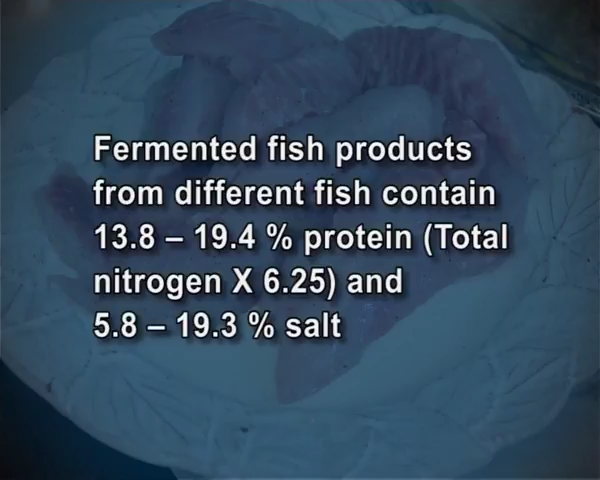 Fermented fish products
from different fish contain
13.8 – 19.4 % protein (Total
nitrogen X 6.25) and
5.8 – 19.3 % salt